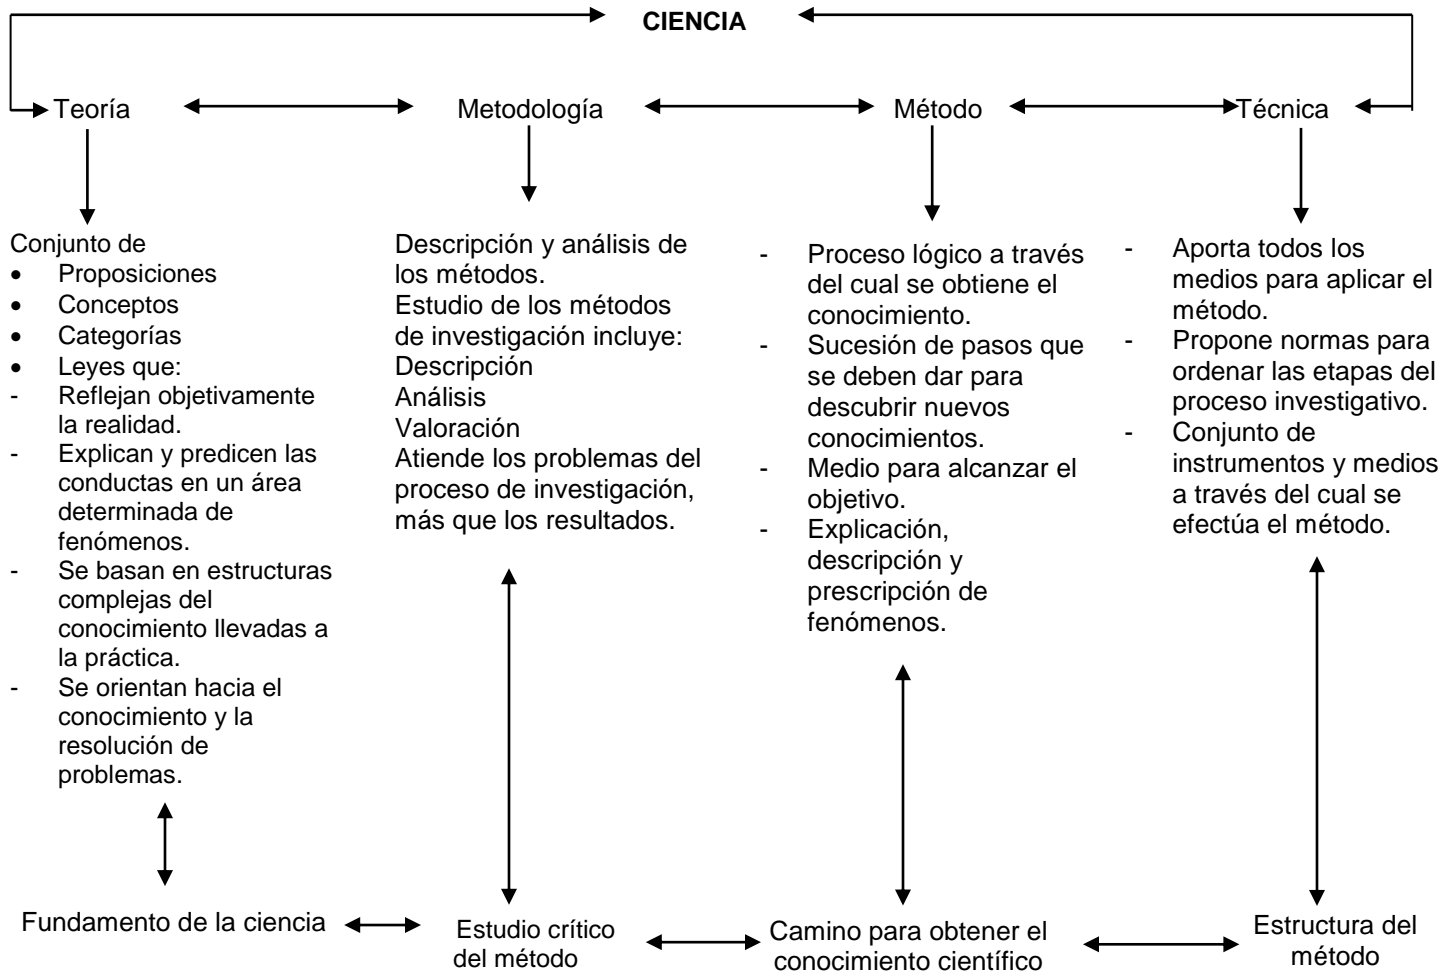 CIENCIA
Teoría
Metodología
Método
Técnica
Conjunto de
• Proposiciones
• Conceptos
• Categorías
• Leyes que:
- Reflejan objetivamente
la realidad.
- Explican y predicen las
conductas en un área
determinada de
fenómenos.
- Se basan en estructuras
complejas del
conocimiento llevadas a
la práctica.
- Se orientan hacia el
conocimiento y la
resolución de
problemas.
Descripción y análisis de
los métodos.
Estudio de los métodos
de investigación incluye:
Descripción
Análisis
Valoración
Atiende los problemas del
proceso de investigación,
más que los resultados.
- Proceso lógico a través
del cual se obtiene el
conocimiento.
- Sucesión de pasos que
se deben dar para
descubrir nuevos
conocimientos.
- Medio para alcanzar el
objetivo.
- Explicación,
descripción y
prescripción de
fenómenos.
- Aporta todos los
medios para aplicar el
método.
- Propone normas para
ordenar las etapas del
proceso investigativo.
- Conjunto de
instrumentos y medios
a través del cual se
efectúa el método.
Fundamento de la ciencia
Estudio crítico
del método
Camino para obtener el
conocimiento científico
Estructura del
método